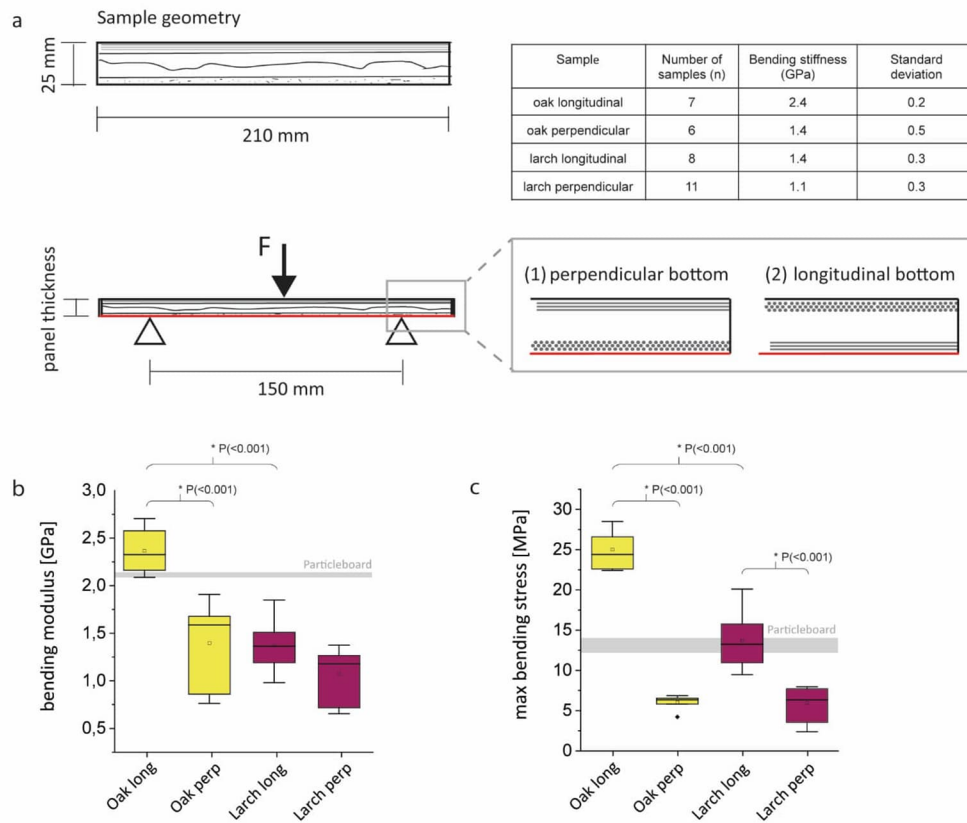 a
Sample geometry
25 mm
210 mm
Sample
Number of
samples (n)
Bending stiffness
(GPa)
Standard
deviation
oak longitudinal
7
2.4
0.2
oak perpendicular
6
1.4
0.5
larch longitudinal
8
1.4
0.3
larch perpendicular
11
1.1
0.3
panel thickness
F
150 mm
(1) perpendicular bottom
(2) longitudinal bottom
b
* P(<0.001)
* P(<0.001)
bending modulus [GPa]
3,0
2,5
2,0
1,5
1,0
0,5
Particleboard
Oak long
Oak perp
Larch long
Larch perp
c
* P(<0.001)
* P(<0.001)
* P(<0.001)
max bending stress [MPa]
30
25
20
15
10
5
0
Particleboard
Oak long
Oak perp
Larch long
Larch perp